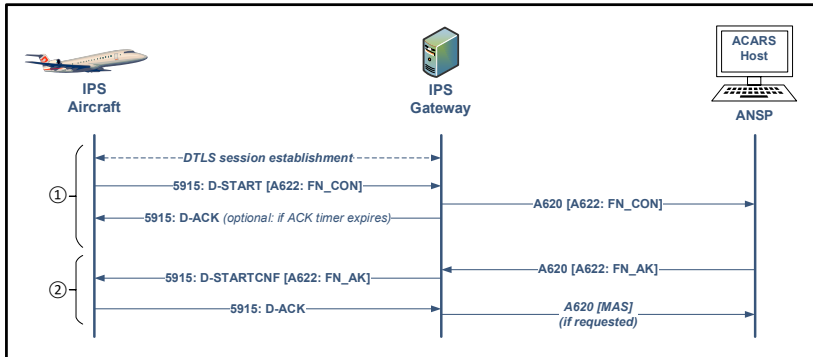 ACARS
Host
IPS
Aircraft
IPS
Gateway
ANSP
①
DTLS session establishment
5915: D-START [A622: FN_CON]
A620 [A622: FN_CON]
5915: D-ACK (optional: if ACK timer expires)
②
A620 [A622: FN_AK]
5915: D-STARTCNF [A622: FN_AK]
5915: D-ACK
A620 [MAS]
(if requested)